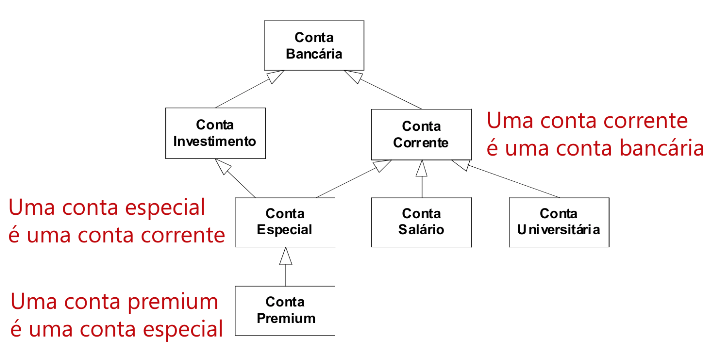 Conta
Bancária
Conta
Investimento
Conta
Corrente
Uma conta corrente
é uma conta bancária
Uma conta especial
é uma conta corrente
Conta
Especial
Conta
Salário
Conta
Universitária
Uma conta premium
é uma conta especial
Conta
Premium